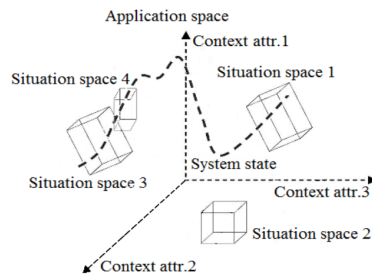 Application space
Context attr.1
Situation space 4
Situation space 1
System state
Situation space 3
Context attr.3
Situation space 2
Context attr.2